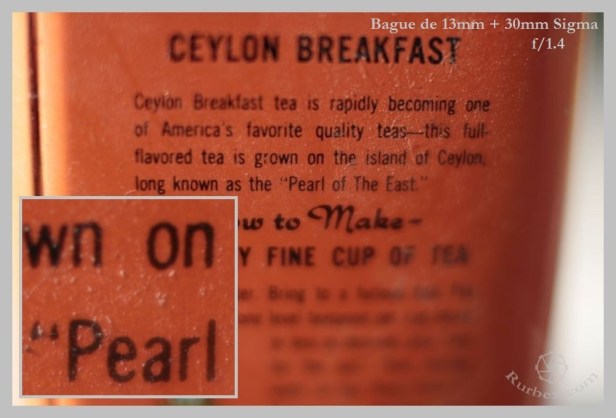 Bague de 13mm + 30mm Sigma
f/1.4
CEYLON BREAKFAST
Ceylon Breakfast tea is rapidly becoming one
of America's favorite quality teas—this full-
flavored tea is grown on the island of Ceylon,
long known as the "Pearl of The East."
ow to Make-
Y FINE CUP OF TEA
Bring to a
wn on
"Pearl